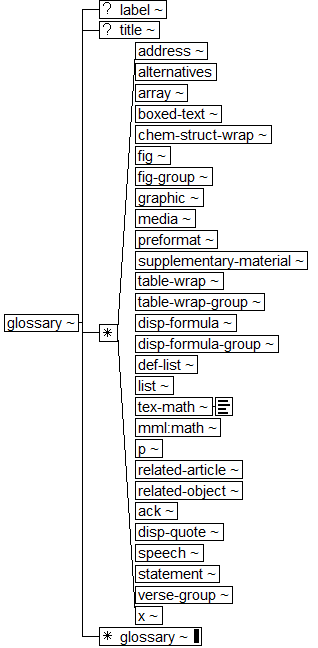 ? label ~
? title ~
address ~
alternatives
array ~
boxed-text ~
chem-struct-wrap ~
fig ~
fig-group ~
graphic ~
media ~
preformat ~
supplementary-material ~
table-wrap ~
table-wrap-group ~
disp-formula ~
glossary ~
*
disp-formula-group ~
def-list ~
list ~
tex-math ~
mml:math ~
p ~
related-article ~
related-object ~
ack ~
disp-quote ~
speech ~
statement ~
verse-group ~
x ~
* glossary ~